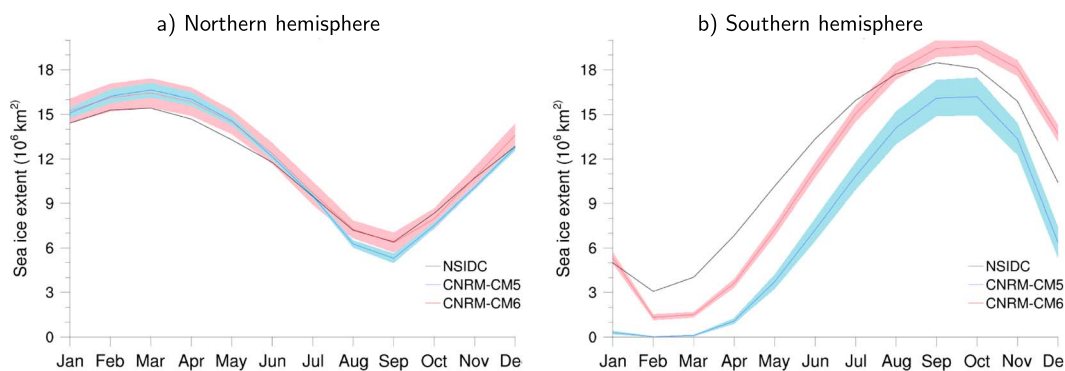 a) Northern hemisphere
Sea ice extent (10⁶ km²)
18
15
12
9
6
3
0
NSIDC
CNRM-CM5
CNRM-CM6
Jan Feb Mar Apr May Jun Jul Aug Sep Oct Nov De
b) Southern hemisphere
Sea ice extent (10⁶ km²)
18
15
12
9
6
3
0
NSIDC
CNRM-CM5
CNRM-CM6
Jan Feb Mar Apr May Jun Jul Aug Sep Oct Nov De